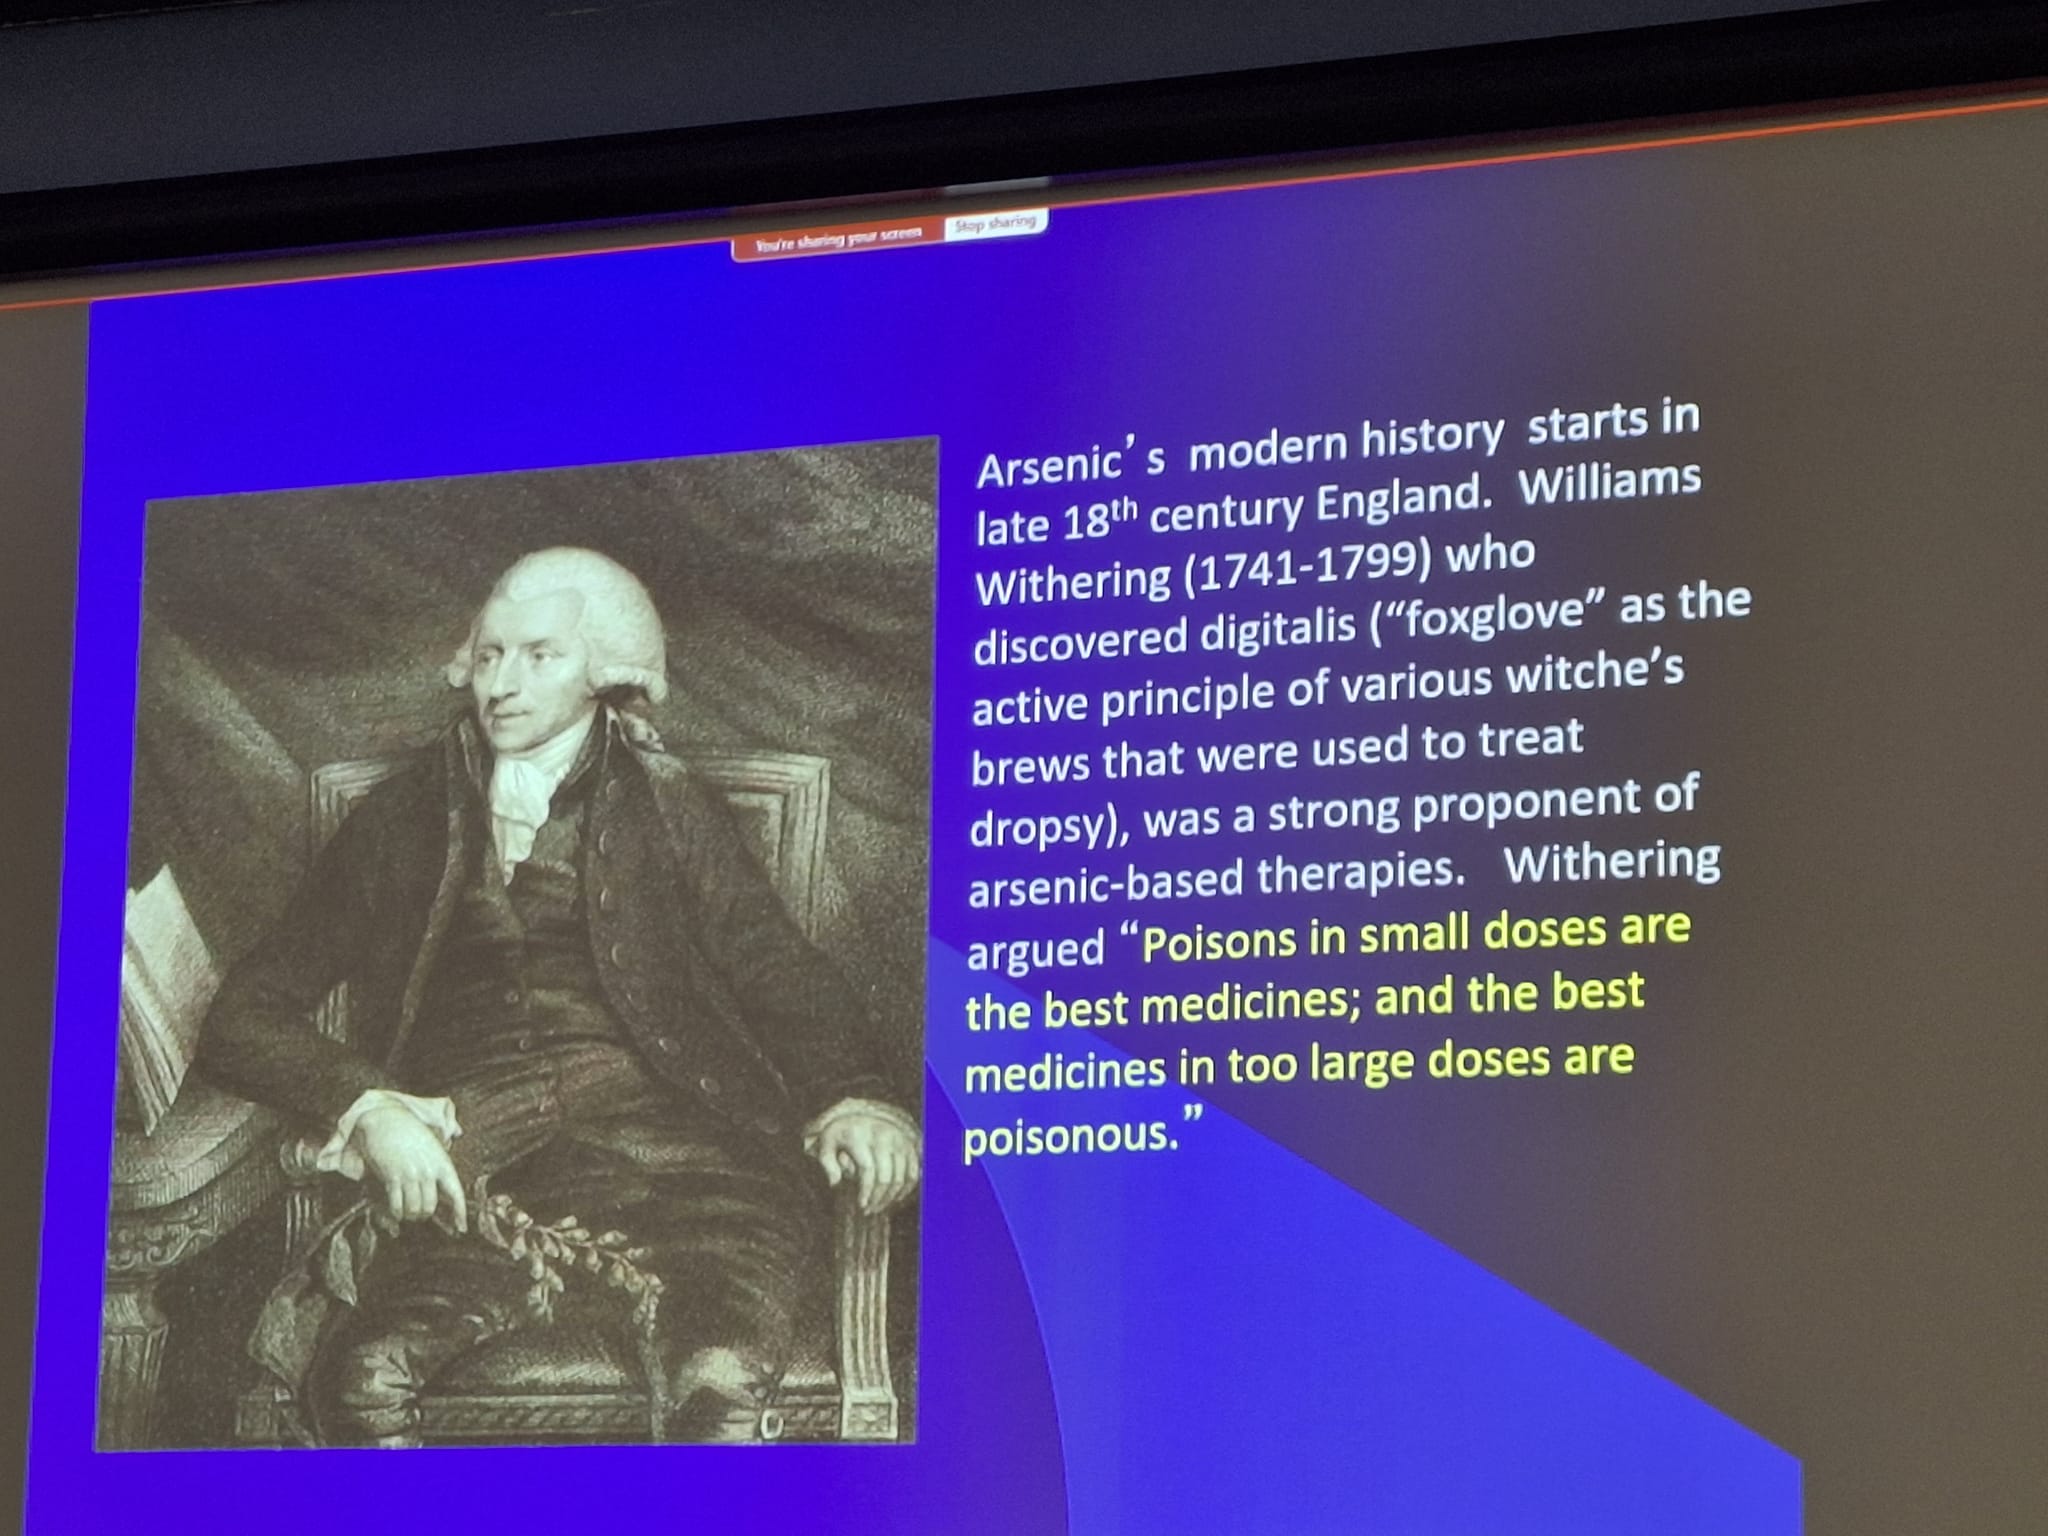 You're sharing your screen Stop sharing
Arsenic's modern history starts in
late 18th century England. Williams
Withering (1741-1799) who
discovered digitalis ("foxglove" as the
active principle of various witche's
brews that were used to treat
dropsy), was a strong proponent of
arsenic-based therapies. Withering
argued "Poisons in small doses are
the best medicines; and the best
medicines in too large doses are
poisonous."